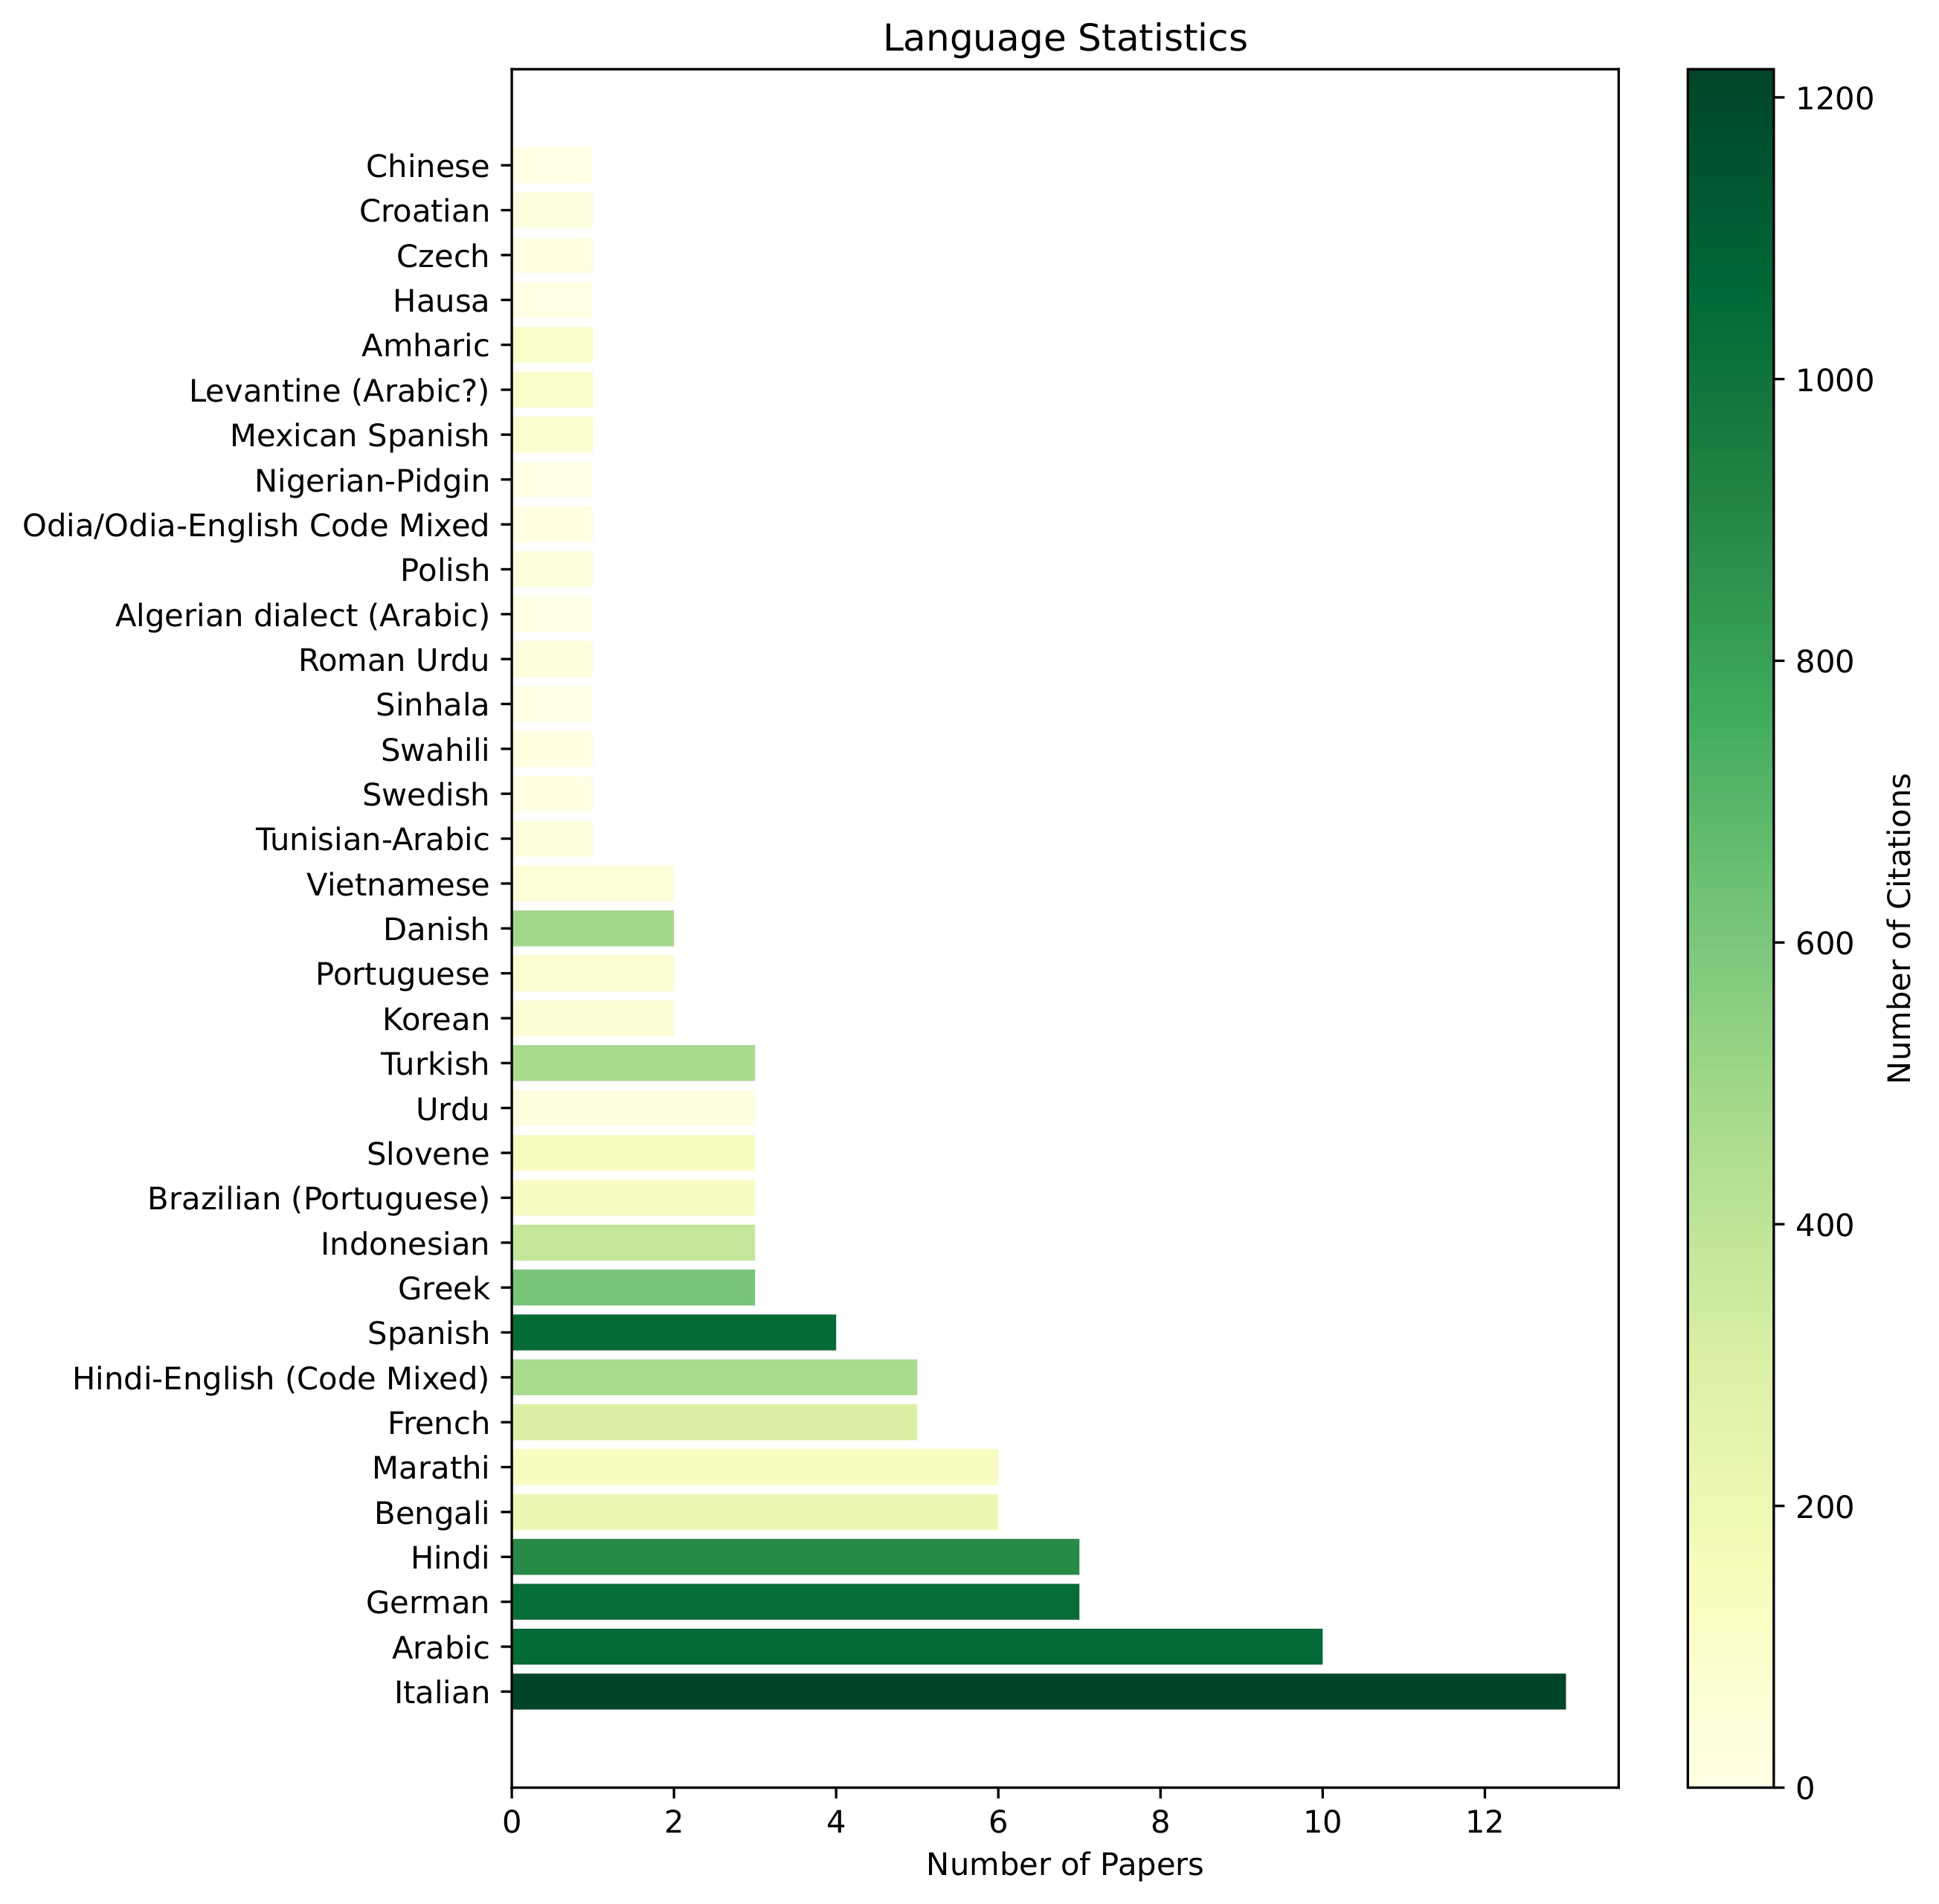 Language Statistics
Chinese
Croatian
Czech
Hausa
Amharic
Levantine (Arabic?)
Mexican Spanish
Nigerian-Pidgin
Odia/Odia-English Code Mixed
Polish
Algerian dialect (Arabic)
Roman Urdu
Sinhala
Swahili
Swedish
Tunisian-Arabic
Vietnamese
Danish
Portuguese
Korean
Turkish
Urdu
Slovene
Brazilian (Portuguese)
Indonesian
Greek
Spanish
Hindi-English (Code Mixed)
French
Marathi
Bengali
Hindi
German
Arabic
Italian
0 2 4 6 8 10 12
Number of Papers
1200
1000
800
600
400
200
0
Number of Citations